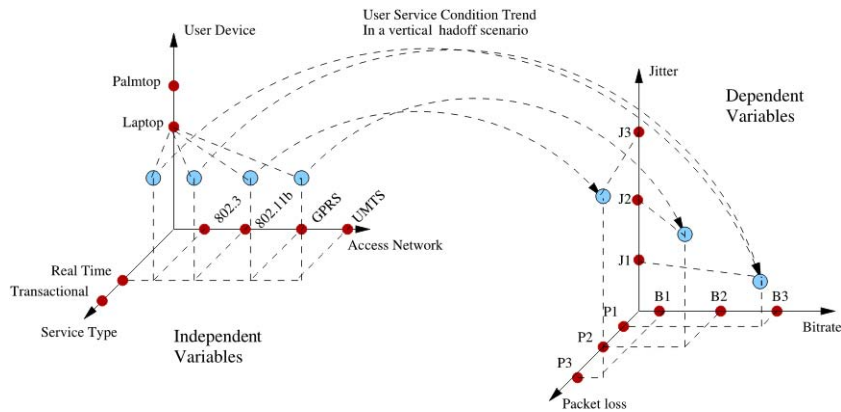 User Service Condition Trend
In a vertical hadoff scenario
User Device
Palmtop
Laptop
802.3
802.11b
GPRS
UMTS
Access Network
Real Time
Transactional
Service Type
Independent
Variables
Jitter
Dependent
Variables
J3
J2
J1
P1
B1
B2
B3
Bitrate
P2
P3
Packet loss